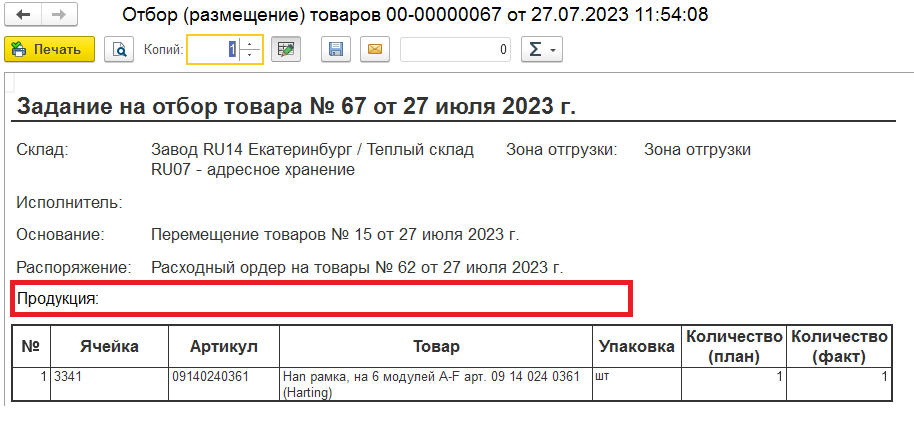 Отбор (размещение) товаров 00-00000067 от 27.07.2023 11:54:08
Печать Копий: 1 0 Σ
Задание на отбор товара № 67 от 27 июля 2023 г.
Склад: Завод RU14 Екатеринбург / Теплый склад Зона отгрузки: Зона отгрузки
RU07 - адресное хранение
Исполнитель:
Основание: Перемещение товаров № 15 от 27 июля 2023 г.
Распоряжение: Расходный ордер на товары № 62 от 27 июля 2023 г.
Продукция:
№ Ячейка Артикул Товар Упаковка Количество Количество
(план) (факт)
1 3341 09140240361 Han рамка, на 6 модулей A-F арт. 09 14 024 0361 шт 1 1
(Harting)